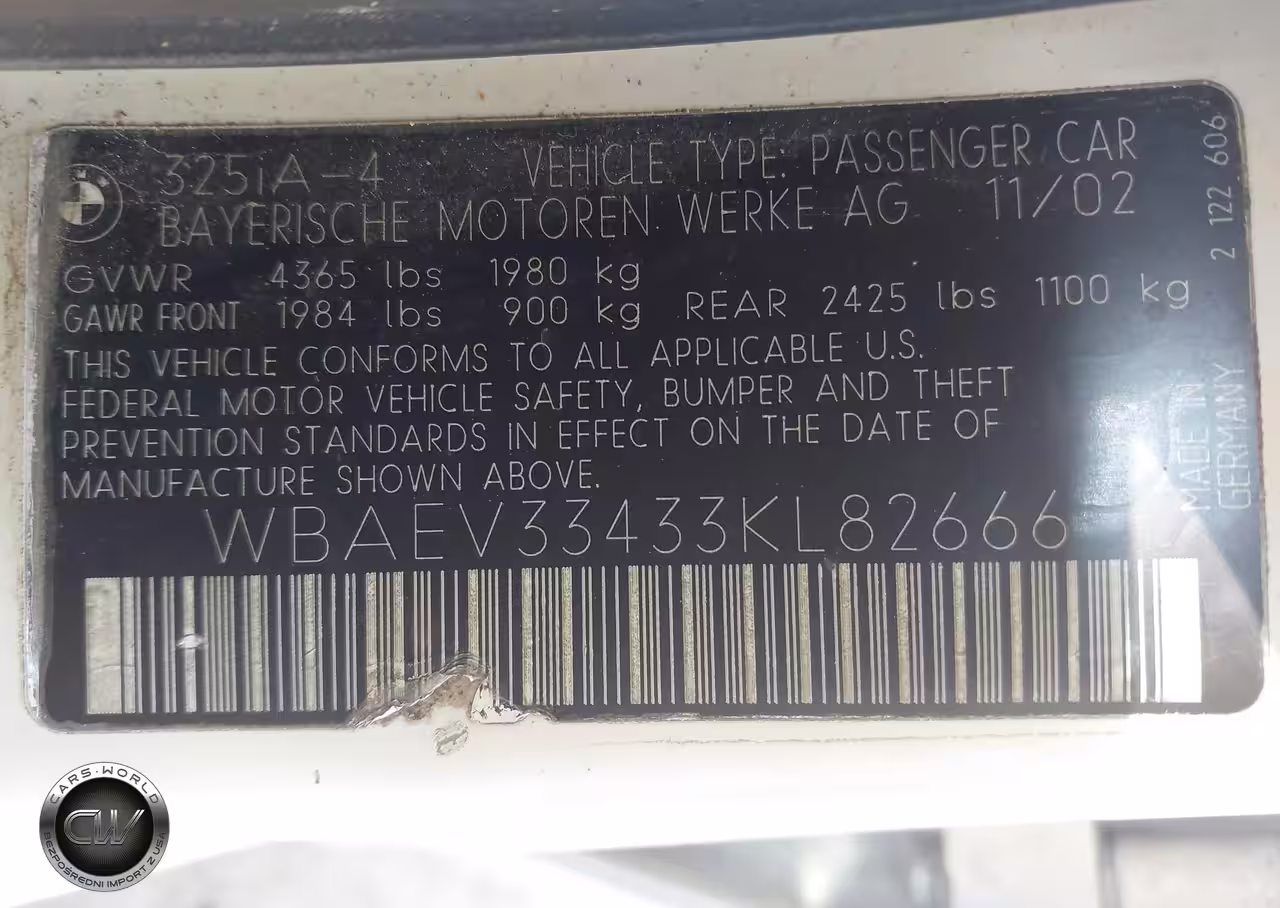 325iA-4 VEHICLE TYPE: PASSENGER CAR
BAYERISCHE MOTOREN WERKE AG 11/02
GVWR 4365 lbs 1980 kg
GAWR FRONT 1984 lbs 900 kg REAR 2425 lbs 1100 kg
THIS VEHICLE CONFORMS TO ALL APPLICABLE U.S.
FEDERAL MOTOR VEHICLE SAFETY, BUMPER AND THEFT
PREVENTION STANDARDS IN EFFECT ON THE DATE OF
MANUFACTURE SHOWN ABOVE.
WBAEV33433KL82666
2 122 606
MADE IN
GERMANY
CARS·WORLD
CW
BEZPOŚREDNI IMPORT Z USA